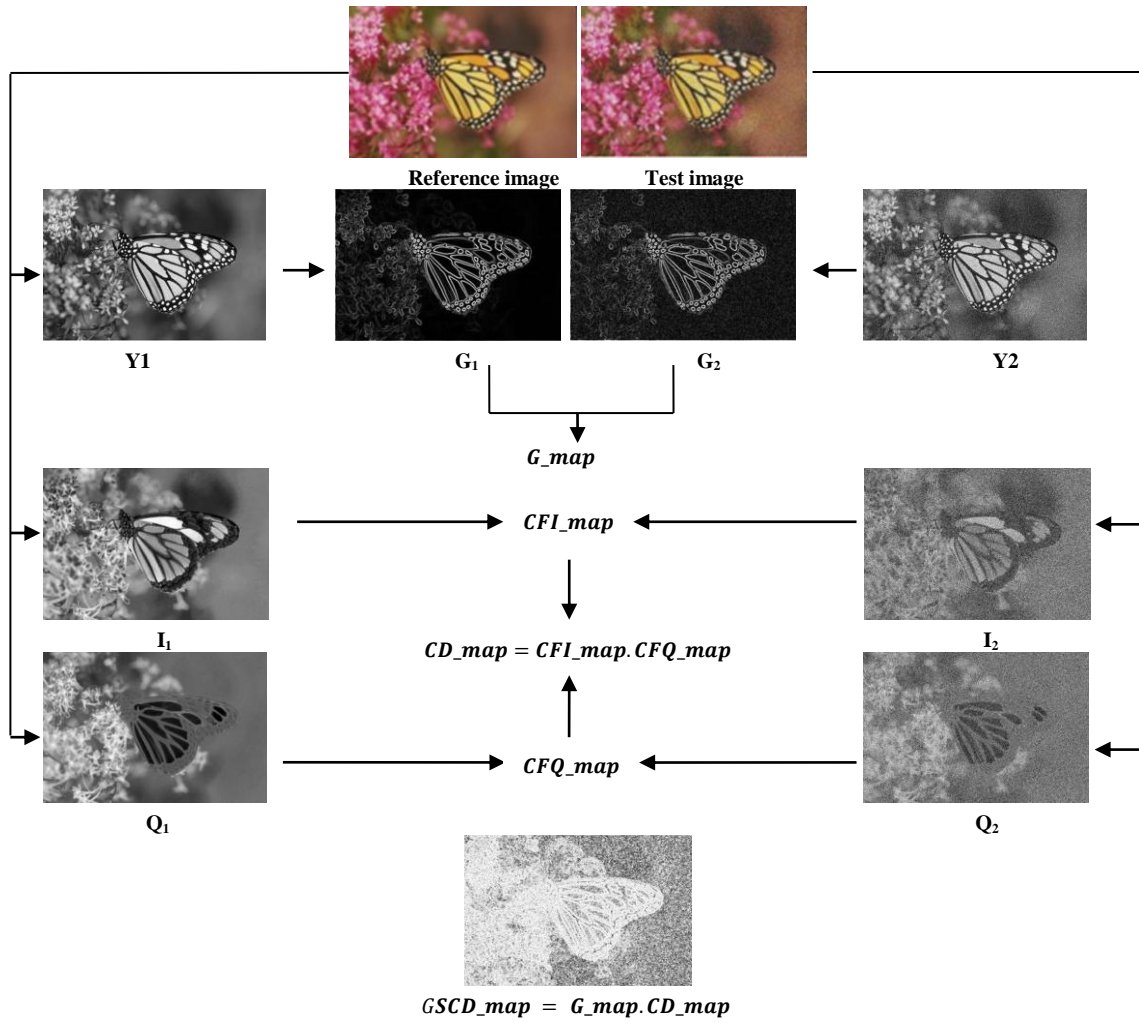 Reference image
Test image
Y1
G₁
G₂
Y2
G_map
CFI_map
I₁
I₂
CD_map = CFI_map.CFQ_map
CFQ_map
Q₁
Q₂
GSCD_map = G_map.CD_map